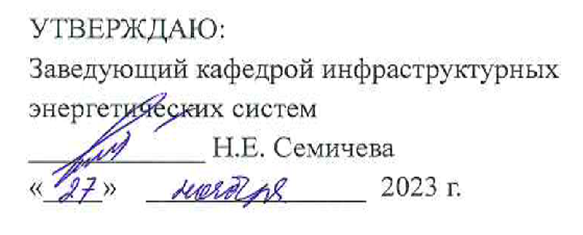 УТВЕРЖДАЮ:
Заведующий кафедрой инфраструктурных
энергетических систем
Н.Е. Семичева
«27» ноября 2023 г.